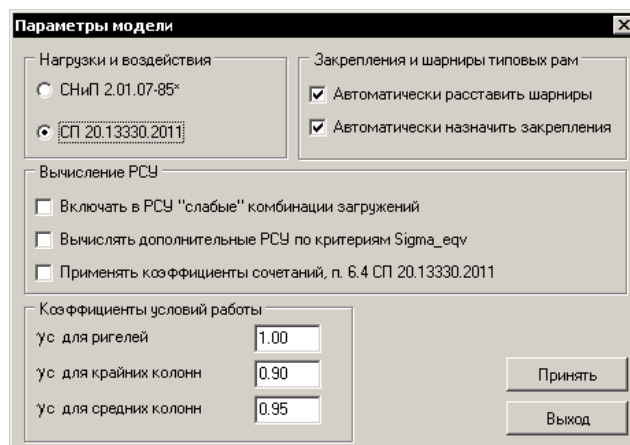 Параметры модели
Нагрузки и воздействия
СНиП 2.01.07-85*
СП 20.13330.2011
Закрепления и шарниры типовых рам
Автоматически расставить шарниры
Автоматически назначить закрепления
Вычисление РСУ
Включать в РСУ "слабые" комбинации загружений
Вычислять дополнительные РСУ по критериям Sigma_eqv
Применять коэффициенты сочетаний, п. 6.4 СП 20.13330.2011
Коэффициенты условий работы
γс для ригелей 1.00
γс для крайних колонн 0.90
γс для средних колонн 0.95
Принять
Выход